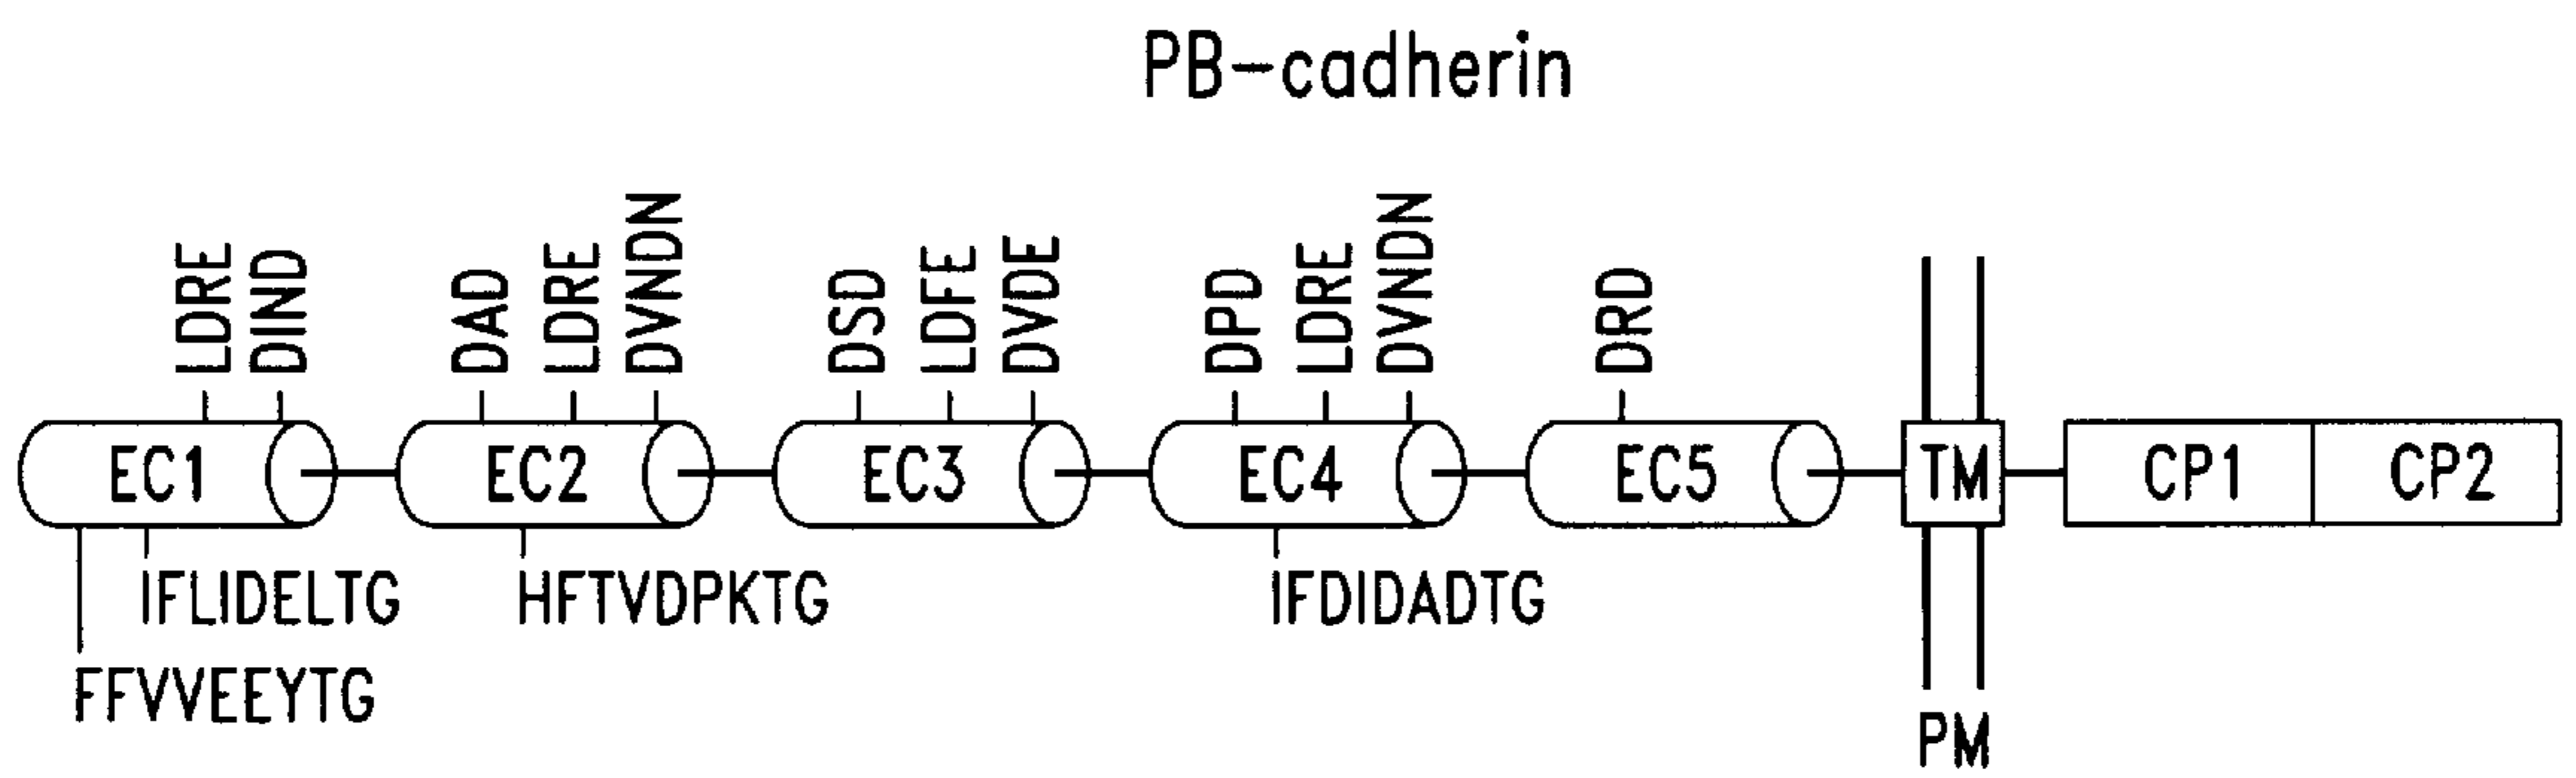 PB-cadherin
LDRE
DIND
DAD
LDRE
DVNDN
DSD
LDFE
DVDE
DPD
LDRE
DVNDN
DRD
EC1
EC2
EC3
EC4
EC5
TM
CP1
CP2
IFLIDELTG
HFTVDPKTG
IFDIDADTG
FFVVEEYTG
PM